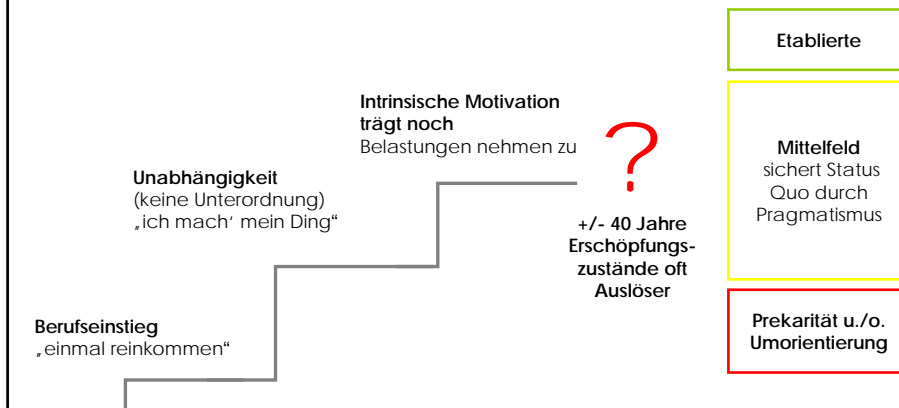 Berufseinstieg
„einmal reinkommen“
Unabhängigkeit
(keine Unterordnung)
„ich mach‘ mein Ding“
Intrinsische Motivation
trägt noch
Belastungen nehmen zu
?
+/- 40 Jahre
Erschöpfungs-
zustände oft
Auslöser
Etablierte
Mittelfeld
sichert Status
Quo durch
Pragmatismus
Prekarität u./o.
Umorientierung